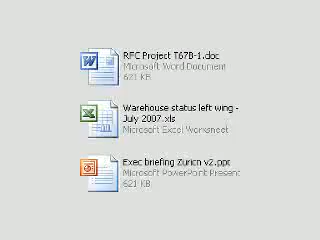 RFC Project T67B-1.doc
Microsoft Word Document
621 KB
Warehouse status left wing -
July 2007.xls
Microsoft Excel Worksheet
Exec briefing Zurich v2.ppt
Microsoft PowerPoint Present
621 KB